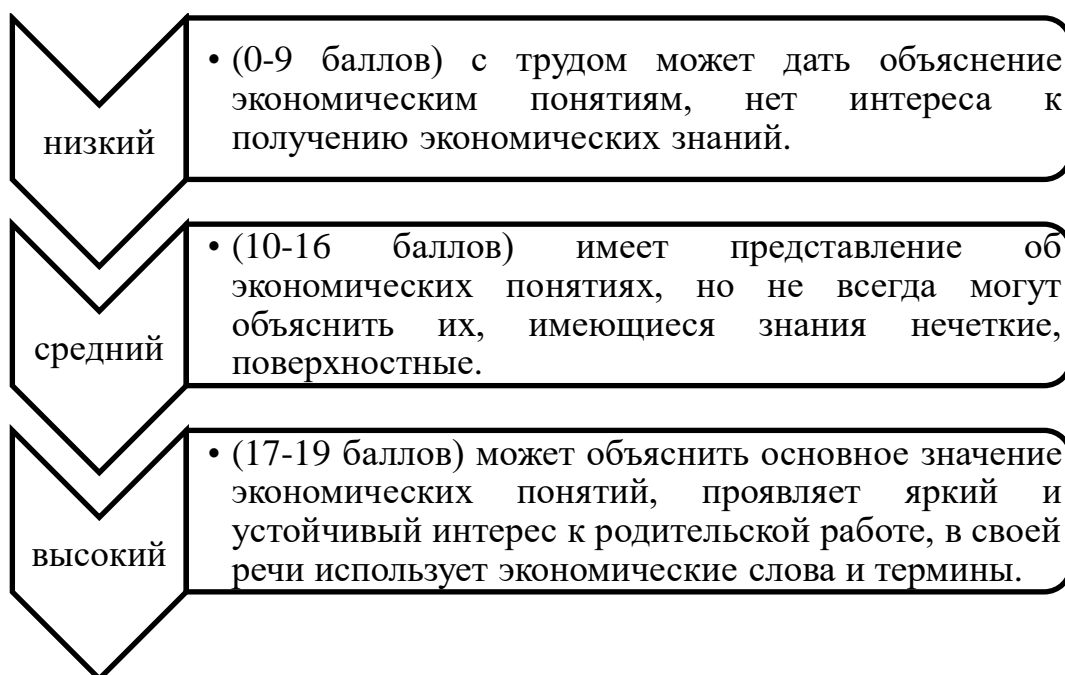 низкий
• (0-9 баллов) с трудом может дать объяснение
экономическим понятиям, нет интереса к
получению экономических знаний.
средний
• (10-16 баллов) имеет представление об
экономических понятиях, но не всегда могут
объяснить их, имеющиеся знания нечеткие,
поверхностные.
высокий
• (17-19 баллов) может объяснить основное значение
экономических понятий, проявляет яркий и
устойчивый интерес к родительской работе, в своей
речи использует экономические слова и термины.